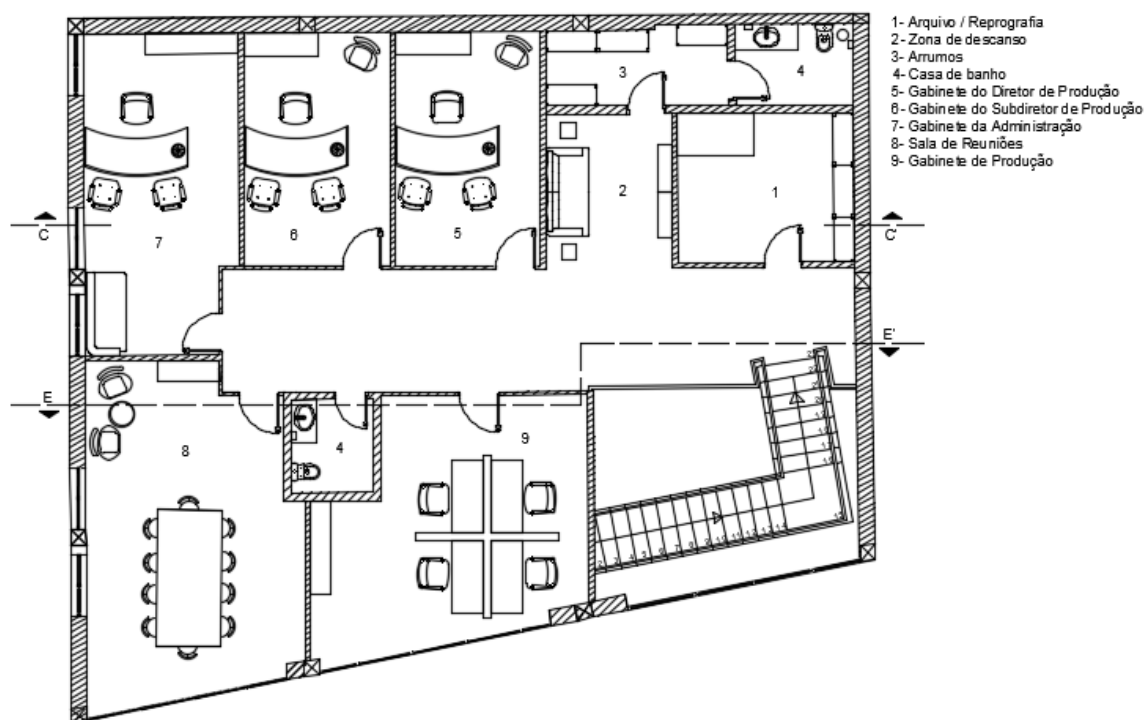 1- Arquivo / Reprografia
2- Zona de descanso
3- Arrumos
4- Casa de banho
5- Gabinete do Diretor de Produção
6- Gabinete do Subdiretor de Produção
7- Gabinete da Administração
8- Sala de Reuniões
9- Gabinete de Produção
3
4
2
1
C
7
6
5
C'
E'
E
8
4
9